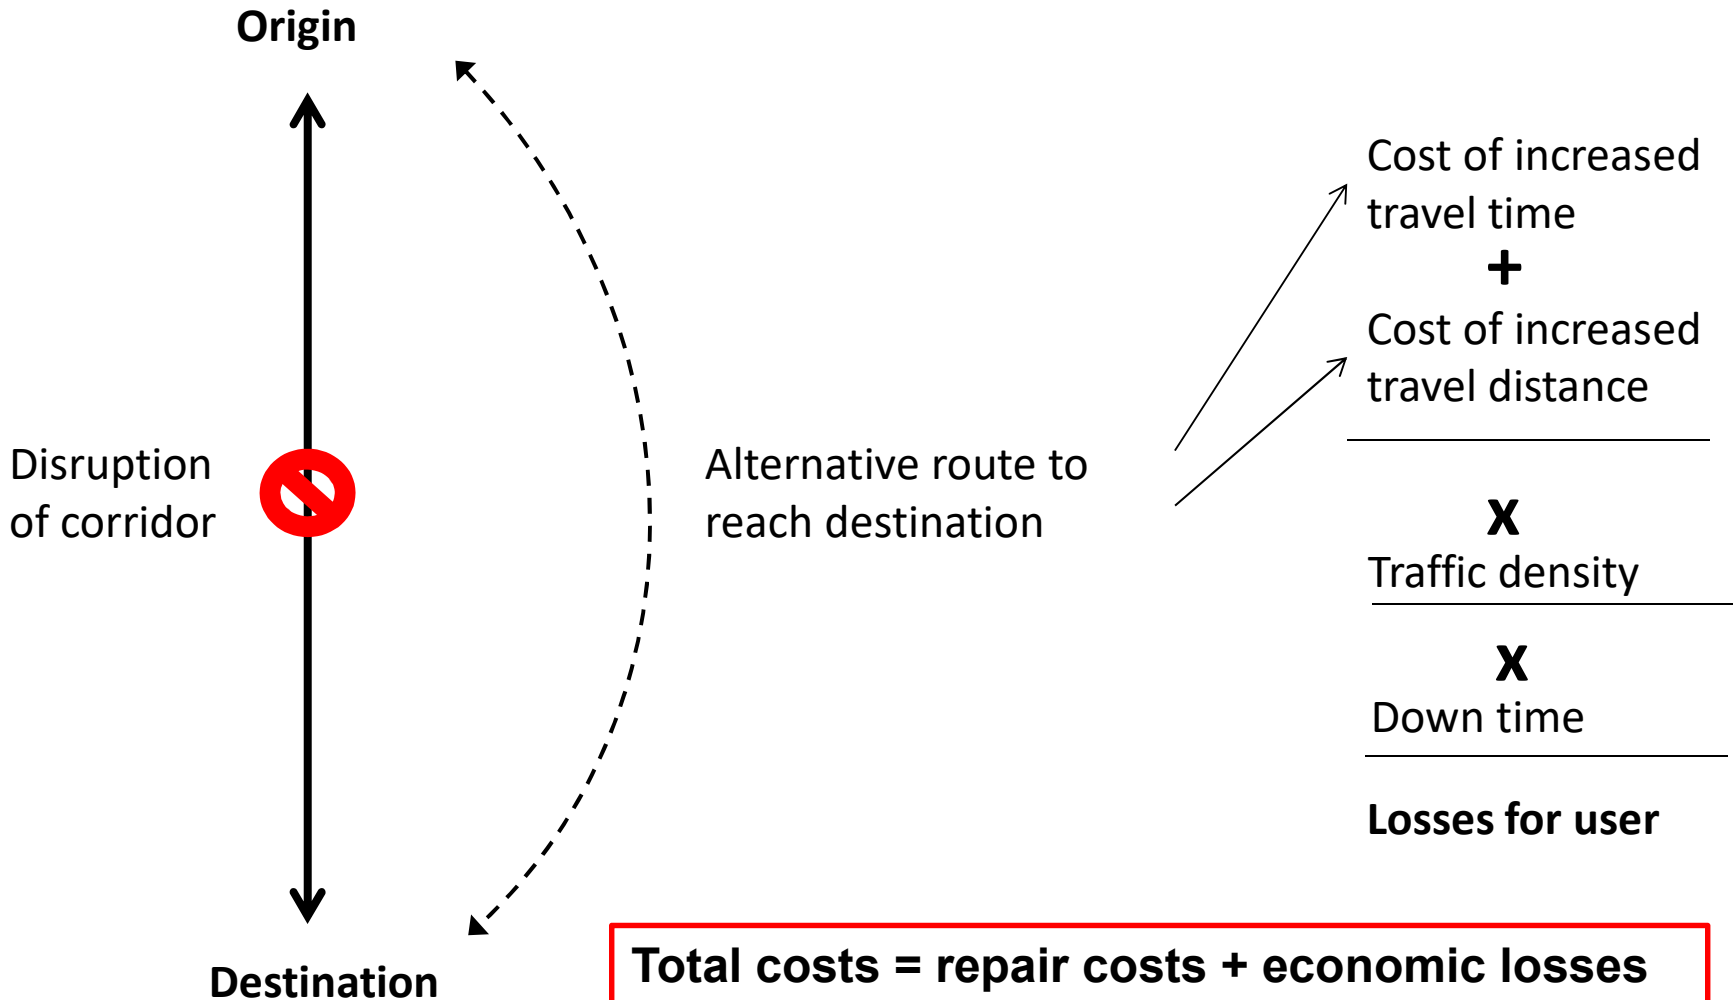 Origin
Disruption
of corridor
Destination
Alternative route to
reach destination
Cost of increased
travel time
+
Cost of increased
travel distance
x
Traffic density
x
Down time
Losses for user
Total costs = repair costs + economic losses